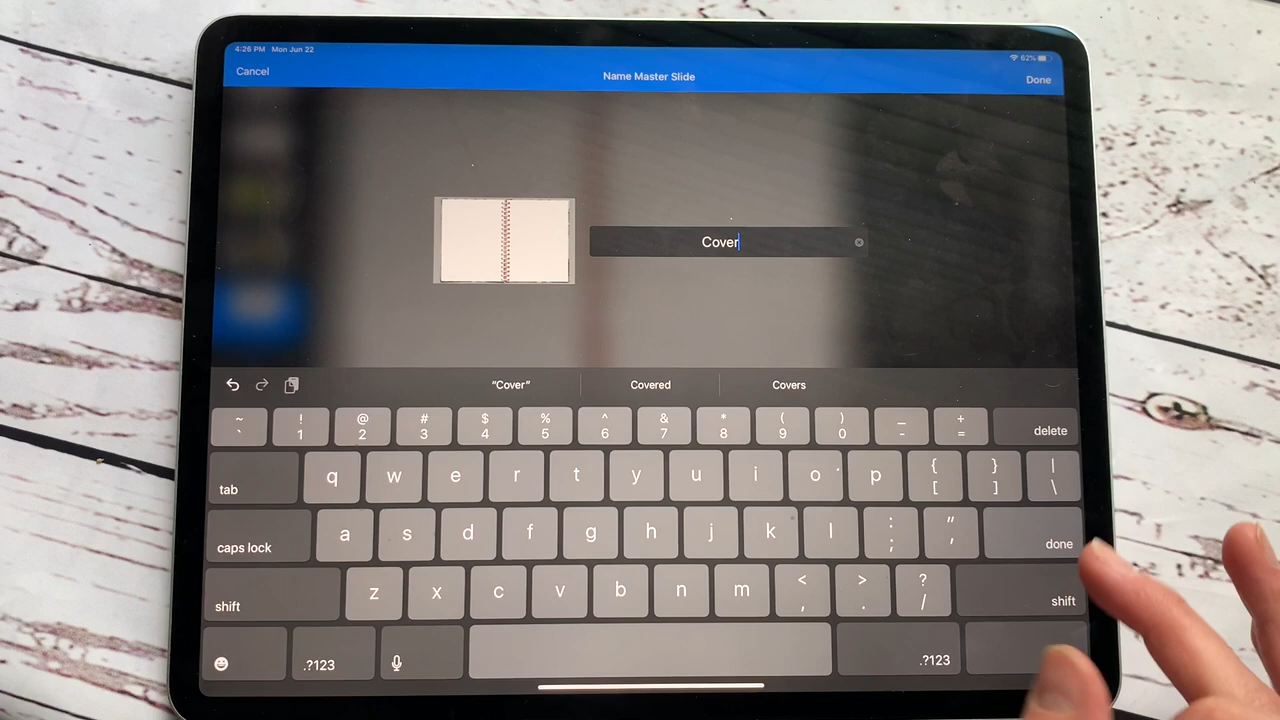 4:26 PM Mon Jun 22
62%
Cancel
Name Master Slide
Done
Cover
"Cover" Covered Covers
~ ! @ # $ % ^ & * ( ) _ +
` 1 2 3 4 5 6 7 8 9 0 - = delete
tab q w e r t y u i o p { [ } ] | \
caps lock a s d f g h j k l : ; " ' done
shift z x c v b n m < , > . ? / shift
.?123 .?123